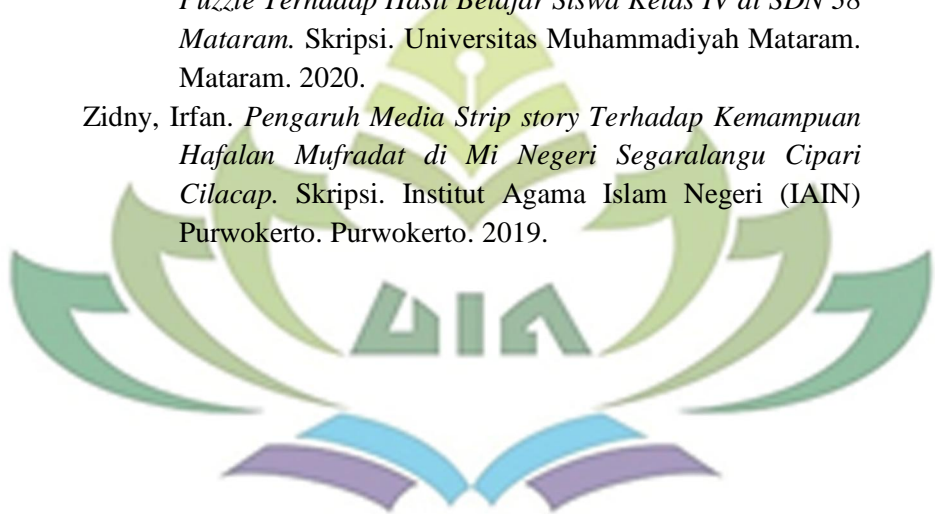 Puzzle Terhadap Hasil Belajar Siswa Kelas IV di SDN 38
Mataram. Skripsi. Universitas Muhammadiyah Mataram.
Mataram. 2020.
Zidny, Irfan. Pengaruh Media Strip story Terhadap Kemampuan
Hafalan Mufradat di Mi Negeri Segaralangu Cipari
Cilacap. Skripsi. Institut Agama Islam Negeri (IAIN)
Purwokerto. Purwokerto. 2019.
UIN